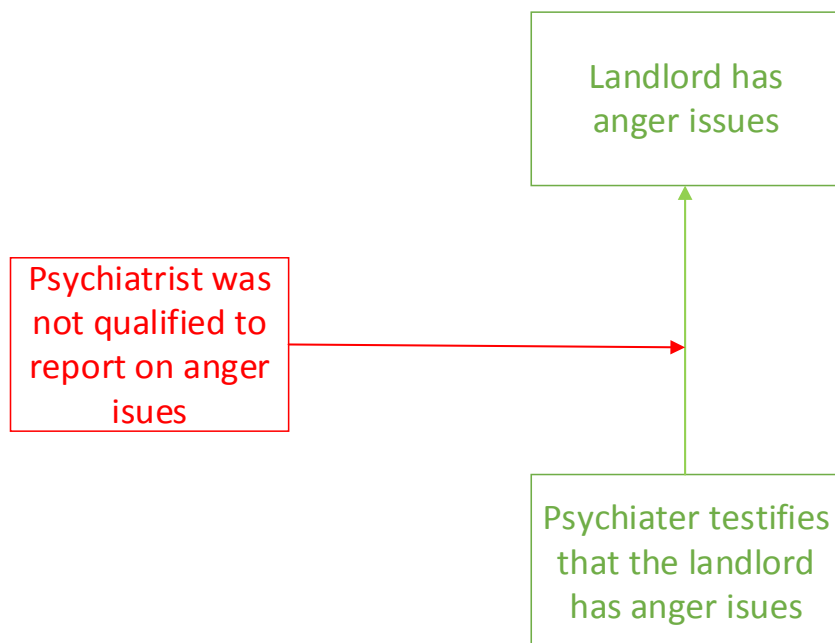 Landlord has
anger issues
Psychiatrist was
not qualified to
report on anger
isues
Psychiater testifies
that the landlord
has anger isues